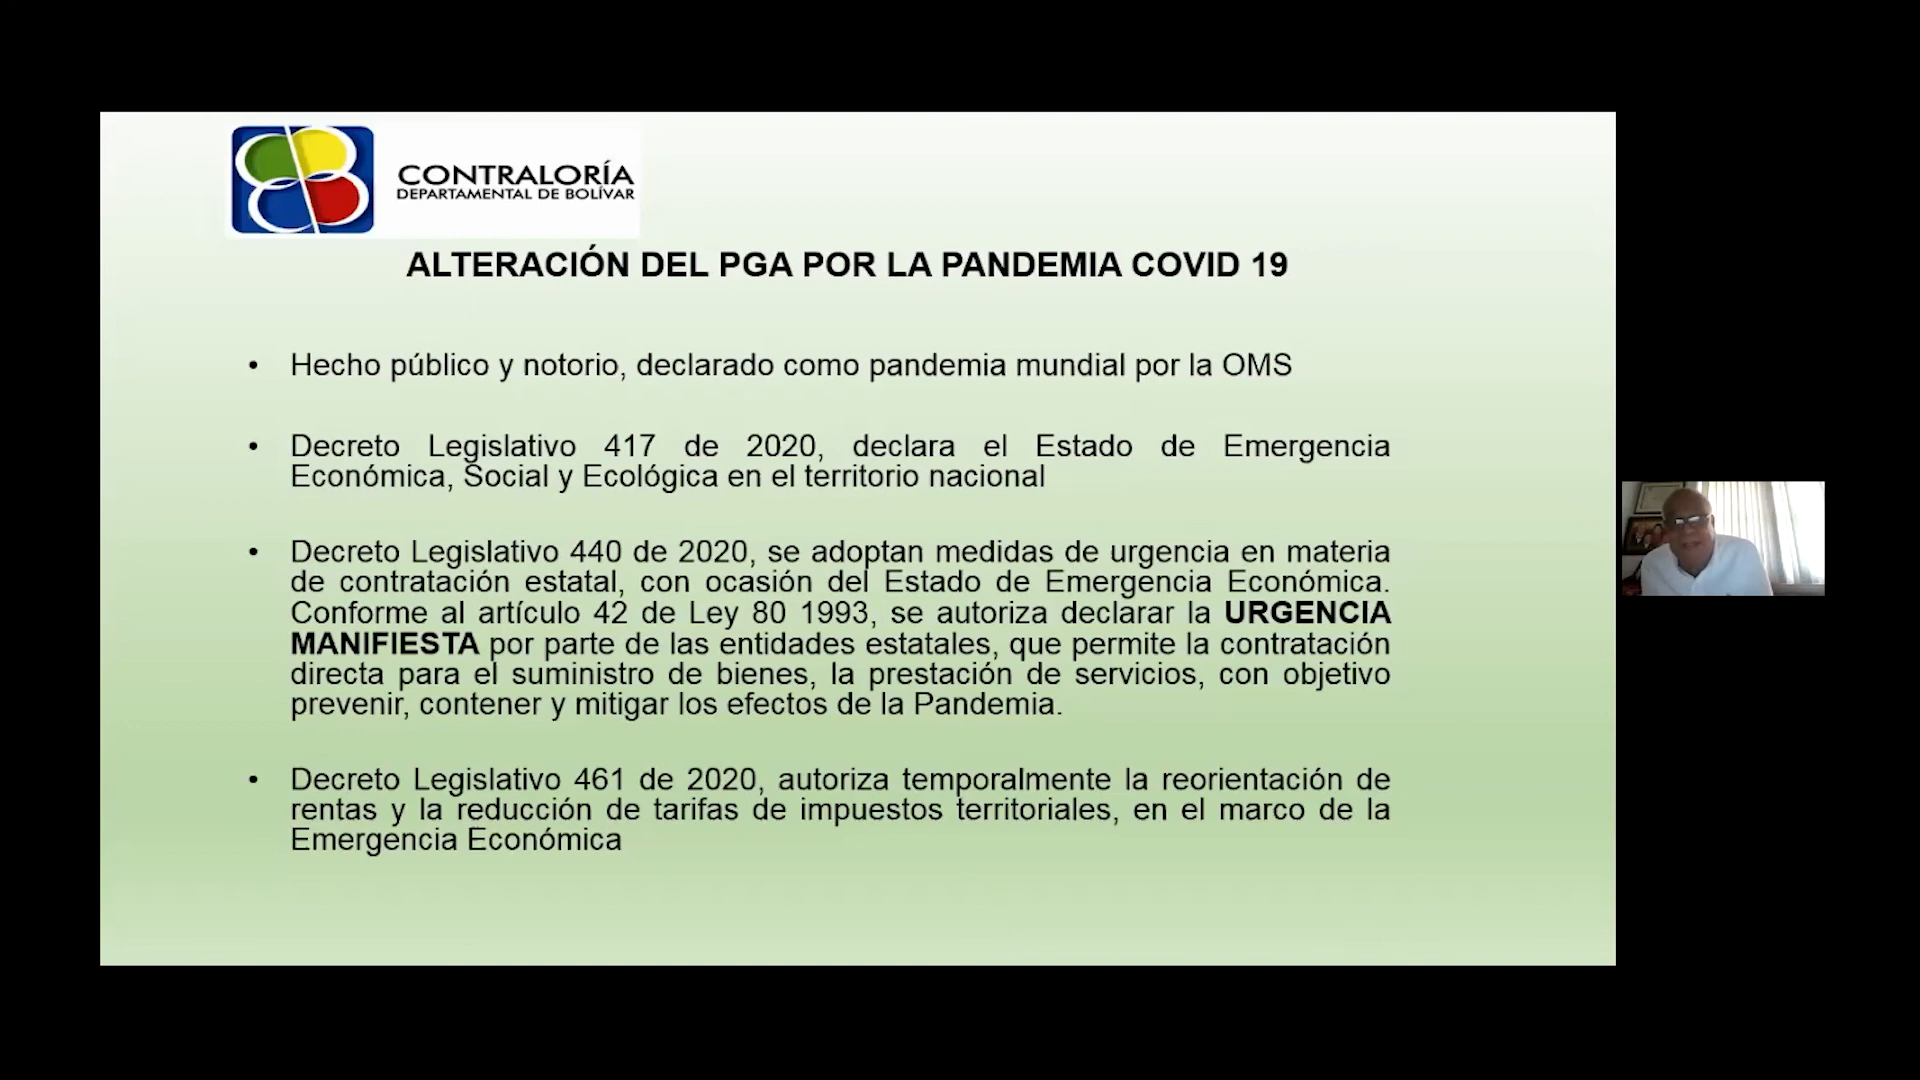 CONTRALORÍA
DEPARTAMENTAL DE BOLÍVAR
ALTERACIÓN DEL PGA POR LA PANDEMIA COVID 19
• Hecho público y notorio, declarado como pandemia mundial por la OMS
• Decreto Legislativo 417 de 2020, declara el Estado de Emergencia
Económica, Social y Ecológica en el territorio nacional
• Decreto Legislativo 440 de 2020, se adoptan medidas de urgencia en materia
de contratación estatal, con ocasión del Estado de Emergencia Económica.
Conforme al artículo 42 de Ley 80 1993, se autoriza declarar la URGENCIA
MANIFIESTA por parte de las entidades estatales, que permite la contratación
directa para el suministro de bienes, la prestación de servicios, con objetivo
prevenir, contener y mitigar los efectos de la Pandemia.
• Decreto Legislativo 461 de 2020, autoriza temporalmente la reorientación de
rentas y la reducción de tarifas de impuestos territoriales, en el marco de la
Emergencia Económica